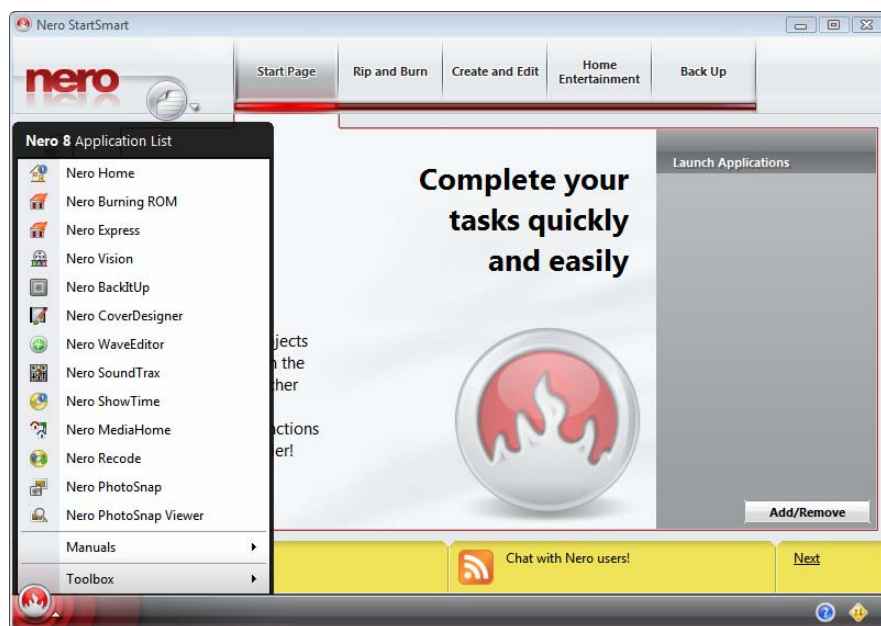 Nero StartSmart
nero
Start Page
Rip and Burn
Create and Edit
Home
Entertainment
Back Up
Nero 8 Application List
Nero Home
Nero Burning ROM
Nero Express
Nero Vision
Nero BackItUp
Nero CoverDesigner
Nero WaveEditor
Nero SoundTrax
Nero ShowTime
Nero MediaHome
Nero Recode
Nero PhotoSnap
Nero PhotoSnap Viewer
Manuals
Toolbox
Complete your
tasks quickly
and easily
jects
the
er!
Launch Applications
Add/Remove
Chat with Nero users!
Next